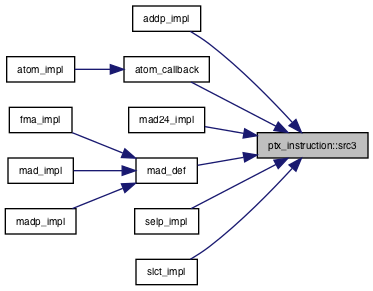 addp_impl
atom_impl
atom_callback
fma_impl
mad24_impl
ptx_instruction::src3
mad_impl
mad_def
madp_impl
selp_impl
slct_impl